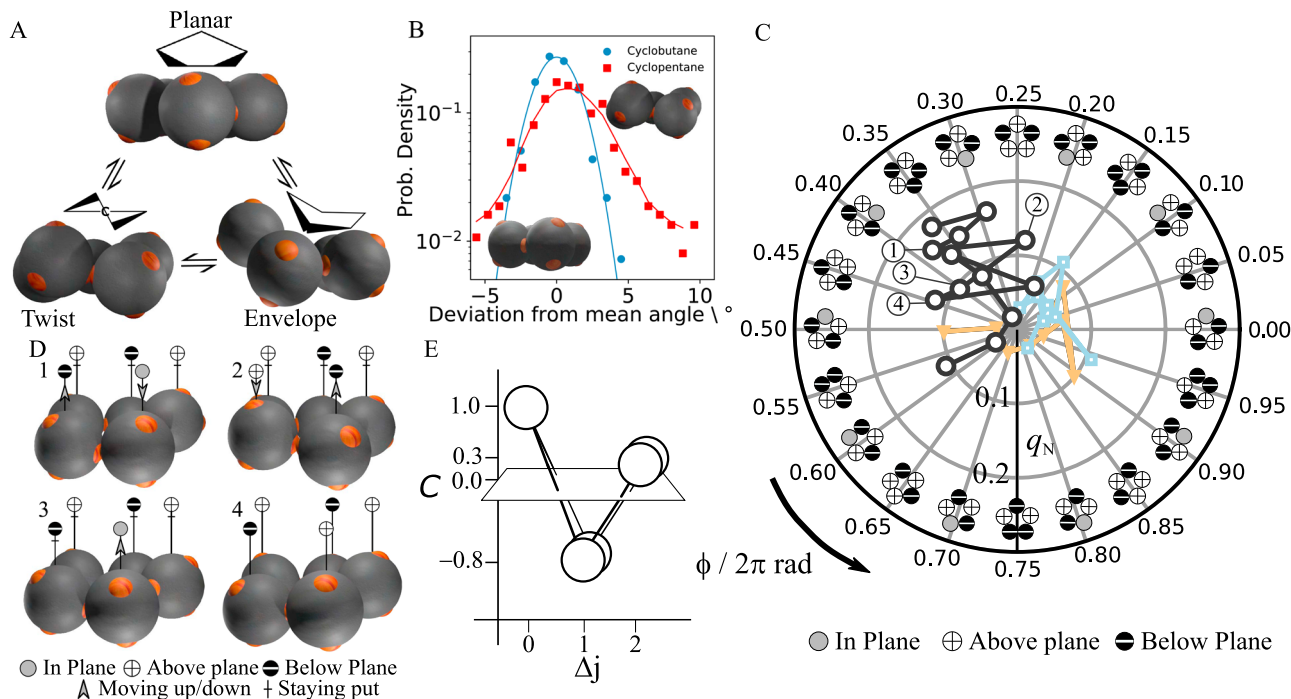 A
Planar
C
Twist
Envelope
B
Prob. Density
10⁻¹
10⁻²
Cyclobutane
Cyclopentane
−5
0
5
10
Deviation from mean angle \ °
C
0.30
0.25
0.20
0.35
0.15
0.40
0.10
0.45
0.05
0.50
0.00
0.55
0.95
0.60
0.90
0.65
0.85
0.70
0.75
0.80
1
2
3
4
0.1
0.2
qN
ϕ / 2π rad
In Plane
Above plane
Below Plane
D
1
2
3
4
In Plane
Above plane
Below Plane
Moving up/down
Staying put
E
C
1.0
0.3
0.0
−0.8
0
1
2
Δj